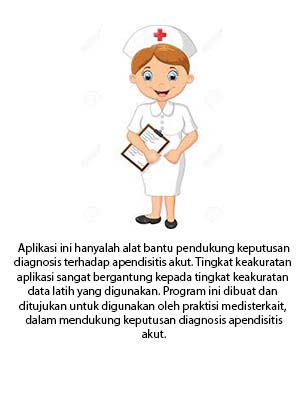 Aplikasi ini hanyalah alat bantu pendukung keputusan
diagnosis terhadap apendisitis akut. Tingkat keakuratan
aplikasi sangat bergantung kepada tingkat keakuratan
data latih yang digunakan. Program ini dibuat dan
ditujukan untuk digunakan oleh praktisi medisterkait,
dalam mendukung keputusan diagnosis apendisitis
akut.